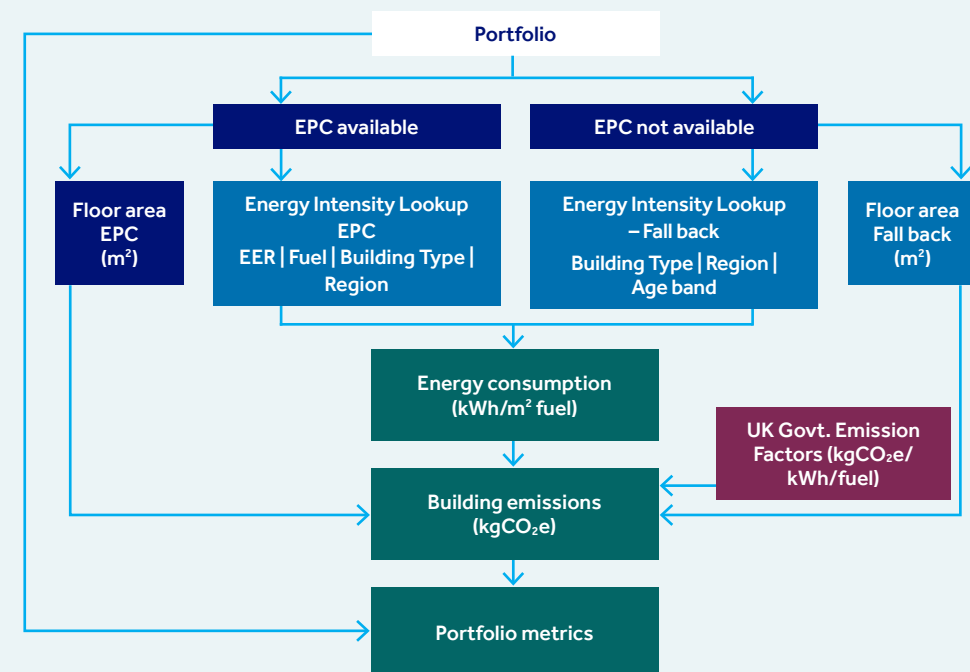 Portfolio
EPC available
EPC not available
Floor area
EPC
(m²)
Energy Intensity Lookup
EPC
EER | Fuel | Building Type |
Region
Energy Intensity Lookup
– Fall back
Building Type | Region |
Age band
Floor area
Fall back
(m²)
Energy consumption
(kWh/m² fuel)
UK Govt. Emission
Factors (kgCO₂e/
kWh/fuel)
Building emissions
(kgCO₂e)
Portfolio metrics